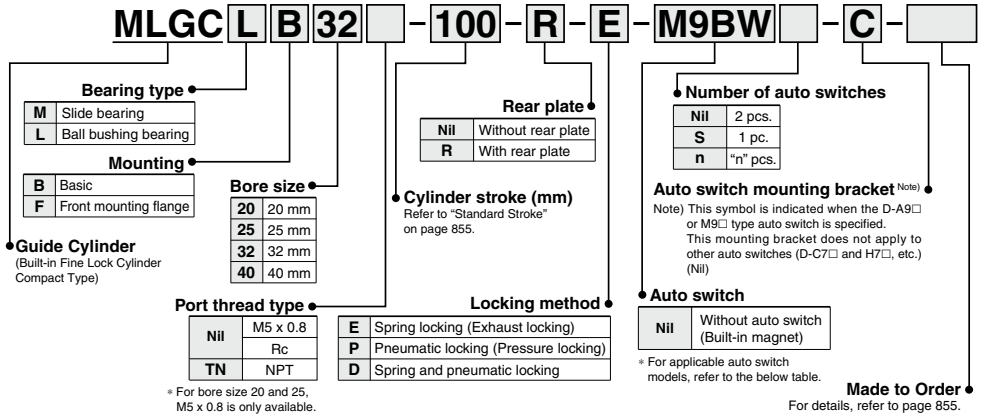 MLGC L B 32 – 100 – R – E – M9BW – C –
Bearing type
M Slide bearing
L Ball bushing bearing
Mounting
B Basic
F Front mounting flange
Guide Cylinder
(Built-in Fine Lock Cylinder
Compact Type)
Bore size
20 20 mm
25 25 mm
32 32 mm
40 40 mm
Port thread type
Nil M5 x 0.8
Rc
TN NPT
* For bore size 20 and 25,
M5 x 0.8 is only available.
Cylinder stroke (mm)
Refer to “Standard Stroke”
on page 855.
Rear plate
Nil Without rear plate
R With rear plate
Locking method
E Spring locking (Exhaust locking)
P Pneumatic locking (Pressure locking)
D Spring and pneumatic locking
Number of auto switches
Nil 2 pcs.
S 1 pc.
n “n” pcs.
Auto switch mounting bracket Note)
Note) This symbol is indicated when the D-A9□
or M9□ type auto switch is specified.
This mounting bracket does not apply to
other auto switches (D-C7□ and H7□, etc.)
(Nil)
Auto switch
Nil Without auto switch
(Built-in magnet)
* For applicable auto switch
models, refer to the below table.
Made to Order
For details, refer to page 855.